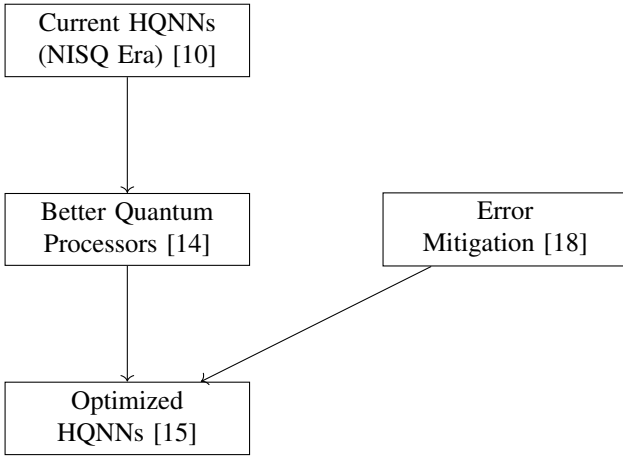 Current HQNNs
(NISQ Era) [10]
Better Quantum
Processors [14]
Error
Mitigation [18]
Optimized
HQNNs [15]